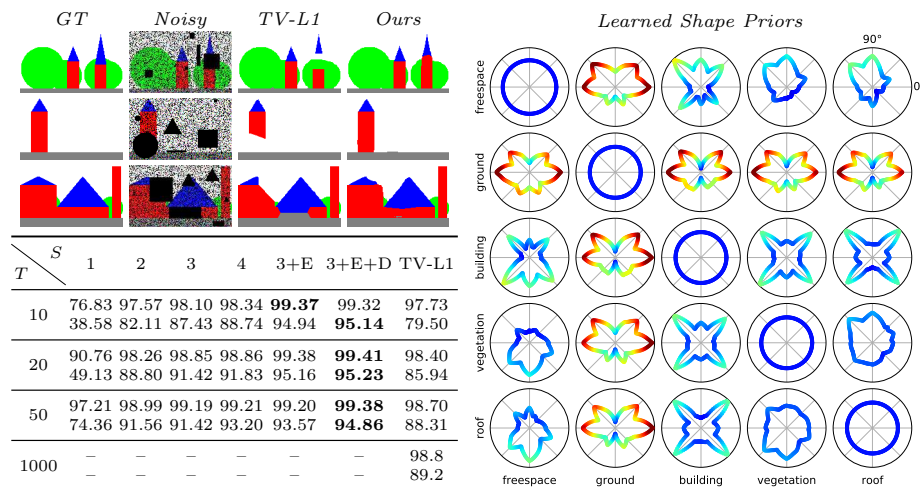 GT Noisy TV-L1 Ours
S
T 1 2 3 4 3+E 3+E+D TV-L1
10 76.83 97.57 98.10 98.34 99.37 99.32 97.73
38.58 82.11 87.43 88.74 94.94 95.14 79.50
20 90.76 98.26 98.85 98.86 99.38 99.41 98.40
49.13 88.80 91.42 91.83 95.16 95.23 85.94
50 97.21 98.99 99.19 99.21 99.20 99.38 98.70
74.36 91.56 91.42 93.20 93.57 94.86 88.31
1000 – – – – – – 98.8
– – – – – – 89.2
Learned Shape Priors
90°
0
freespace
ground
building
vegetation
roof
freespace ground building vegetation roof